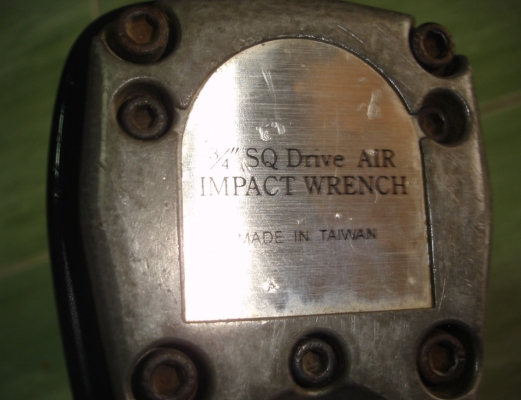 3/4" SQ Drive AIR
IMPACT WRENCH
MADE IN TAIWAN
A